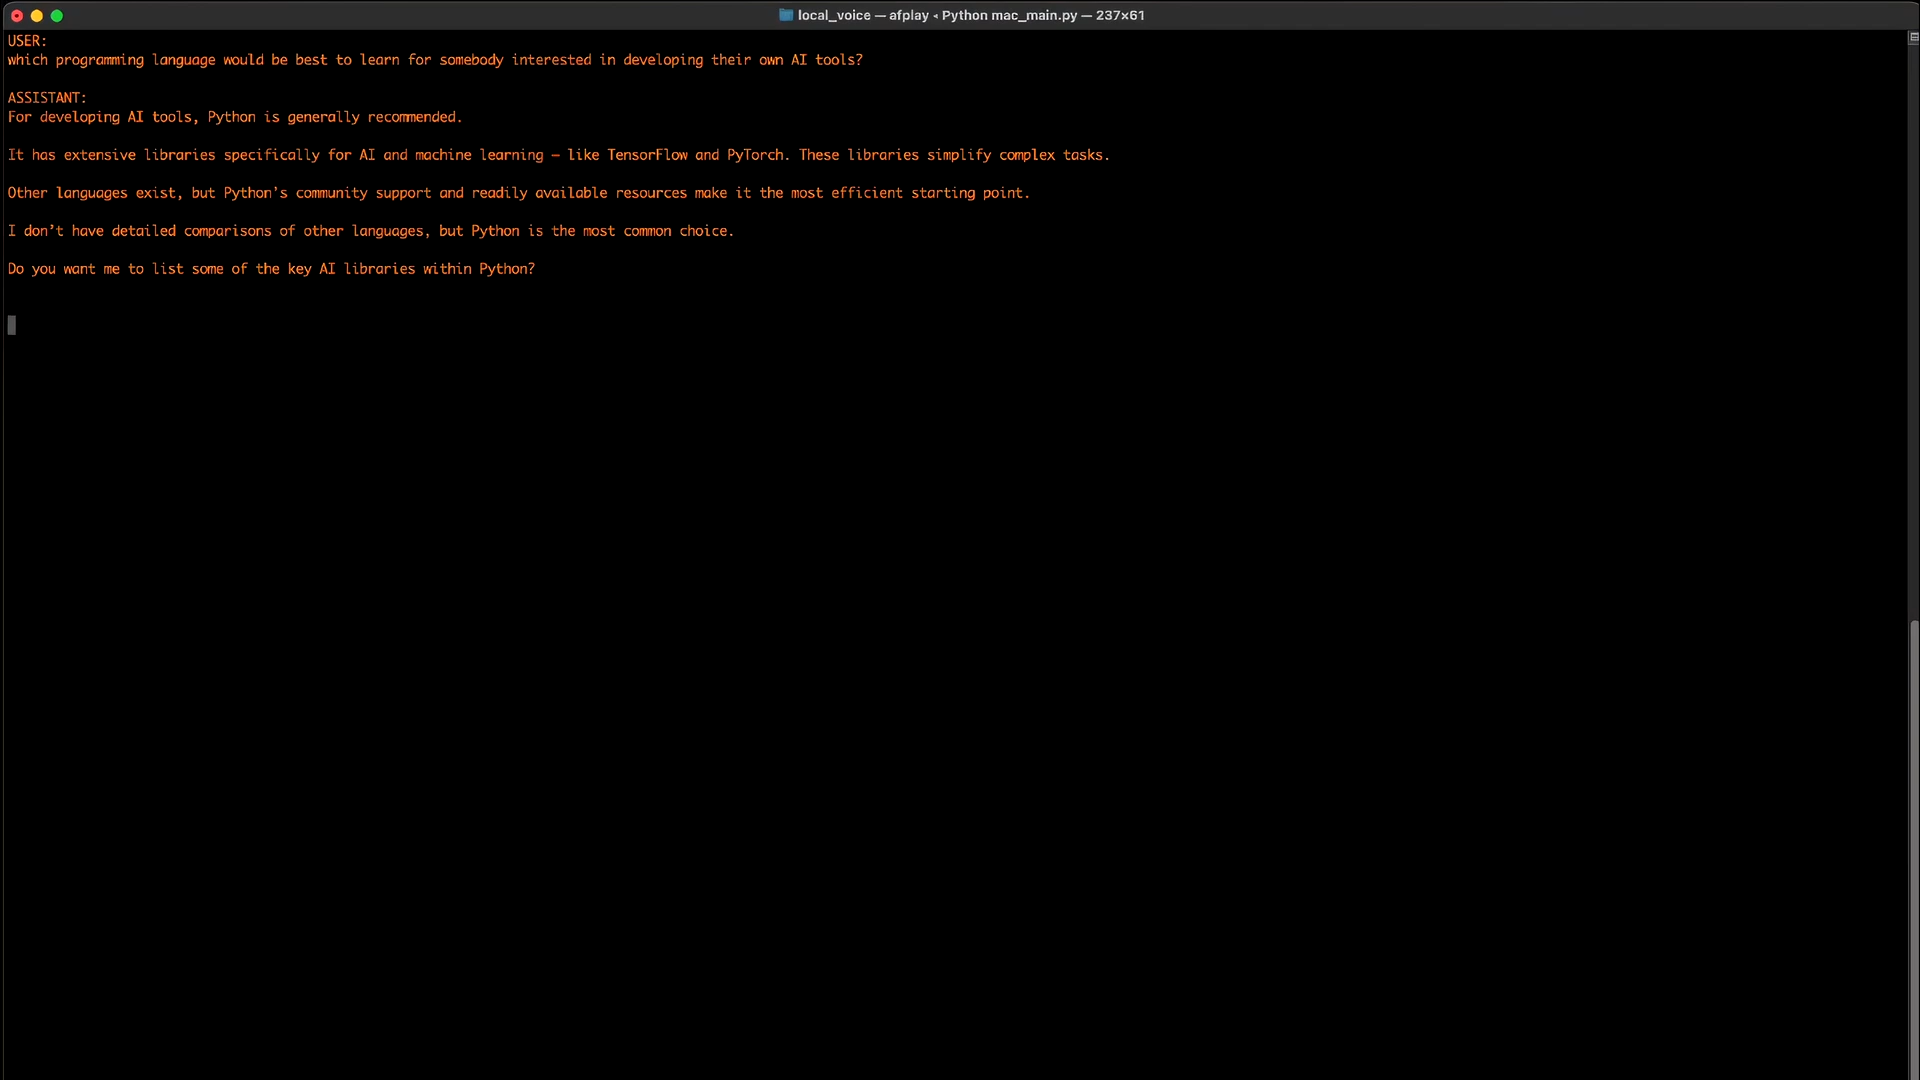 local_voice — afplay ◂ Python mac_main.py — 237×61
USER:
which programming language would be best to learn for somebody interested in developing their own AI tools?
ASSISTANT:
For developing AI tools, Python is generally recommended.
It has extensive libraries specifically for AI and machine learning – like TensorFlow and PyTorch. These libraries simplify complex tasks.
Other languages exist, but Python’s community support and readily available resources make it the most efficient starting point.
I don’t have detailed comparisons of other languages, but Python is the most common choice.
Do you want me to list some of the key AI libraries within Python?